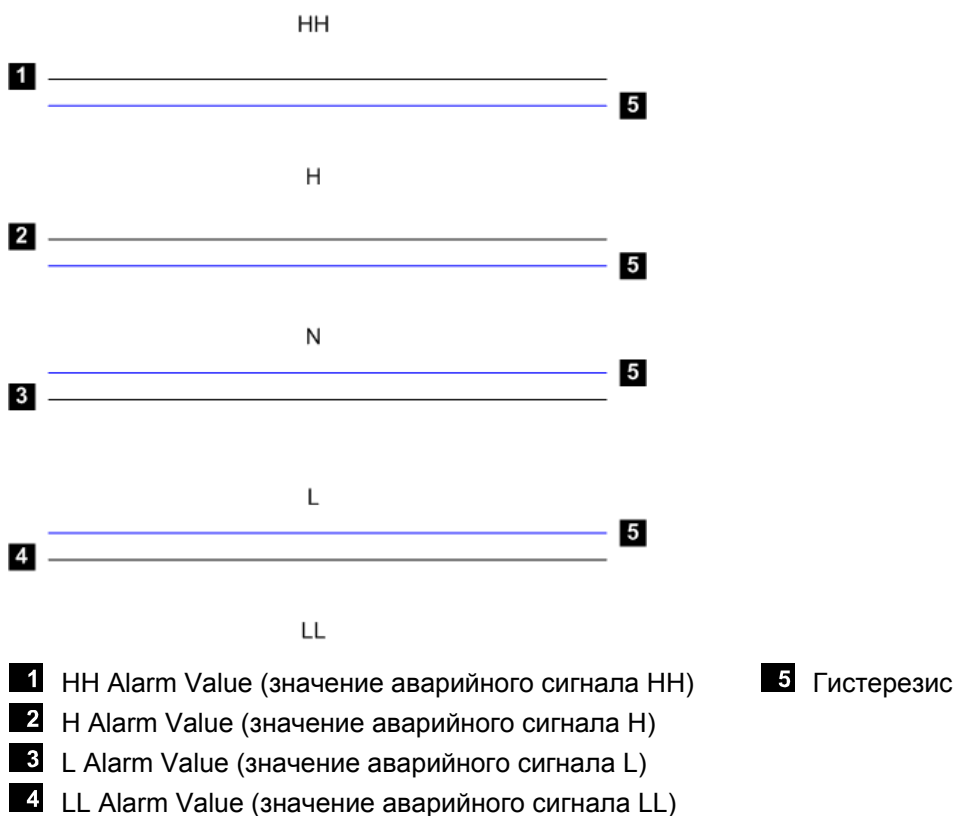 HH
1
5
H
2
5
N
5
3
L
5
4
LL
1 HH Alarm Value (значение аварийного сигнала HH)
5 Гистерезис
2 H Alarm Value (значение аварийного сигнала H)
3 L Alarm Value (значение аварийного сигнала L)
4 LL Alarm Value (значение аварийного сигнала LL)